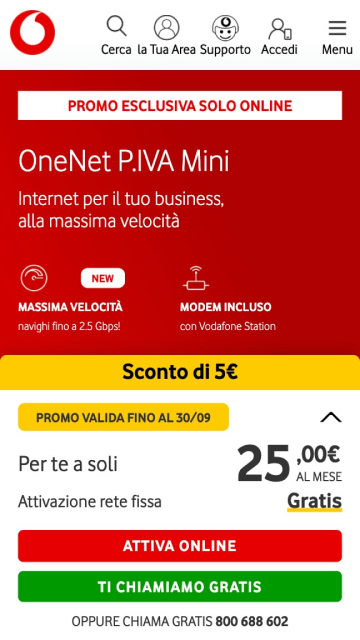 Cerca la Tua Area Supporto Accedi Menu
PROMO ESCLUSIVA SOLO ONLINE
OneNet P.IVA Mini
Internet per il tuo business,
alla massima velocità
NEW
MASSIMA VELOCITÀ MODEM INCLUSO
navighi fino a 2.5 Gbps! con Vodafone Station
Sconto di 5€
PROMO VALIDA FINO AL 30/09
Per te a soli 25,00€
AL MESE
Attivazione rete fissa Gratis
ATTIVA ONLINE
TI CHIAMIAMO GRATIS
OPPURE CHIAMA GRATIS 800 688 602